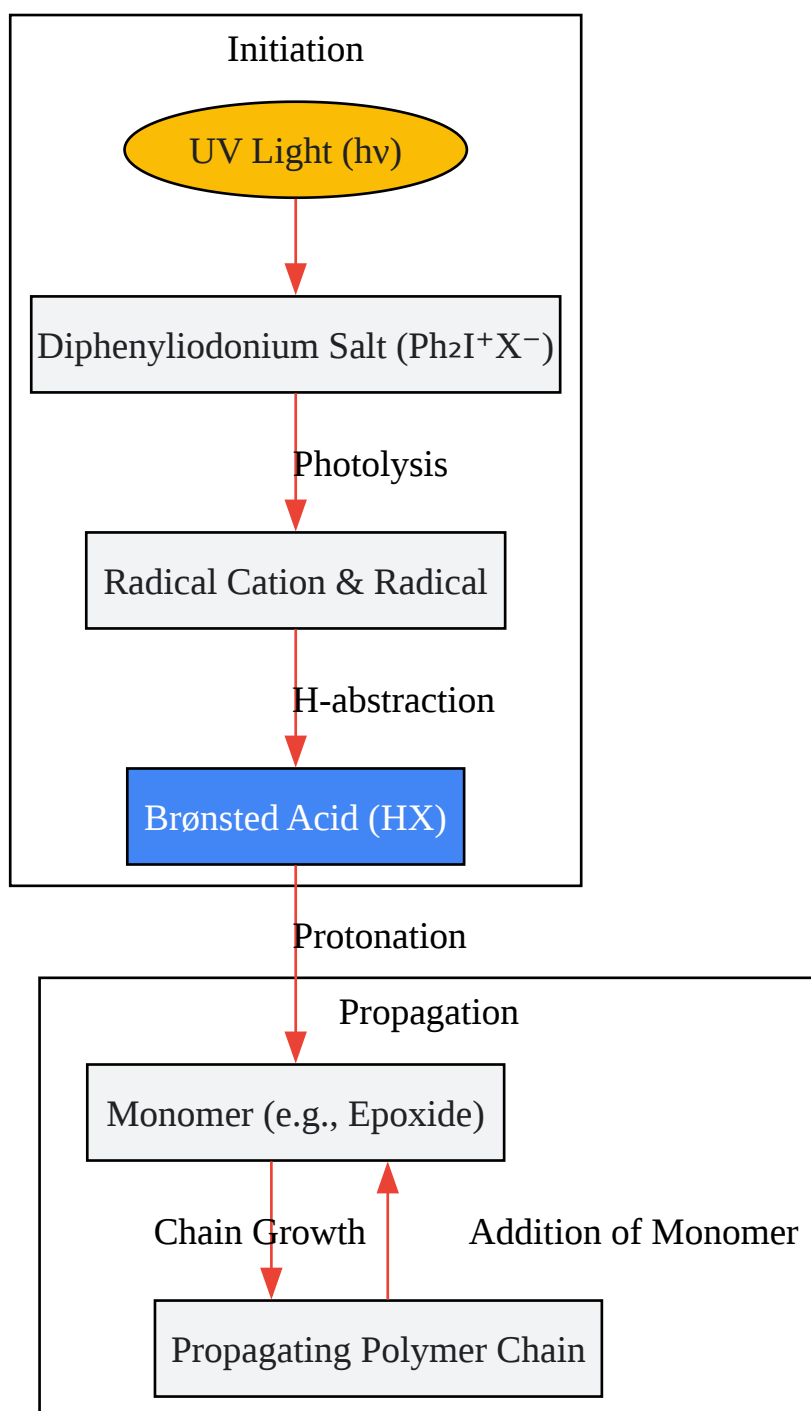 Initiation
UV Light (hν)
Diphenyliodonium Salt (Ph₂I⁺X⁻)
Photolysis
Radical Cation & Radical
H-abstraction
Brønsted Acid (HX)
Protonation
Propagation
Monomer (e.g., Epoxide)
Chain Growth
Addition of Monomer
Propagating Polymer Chain